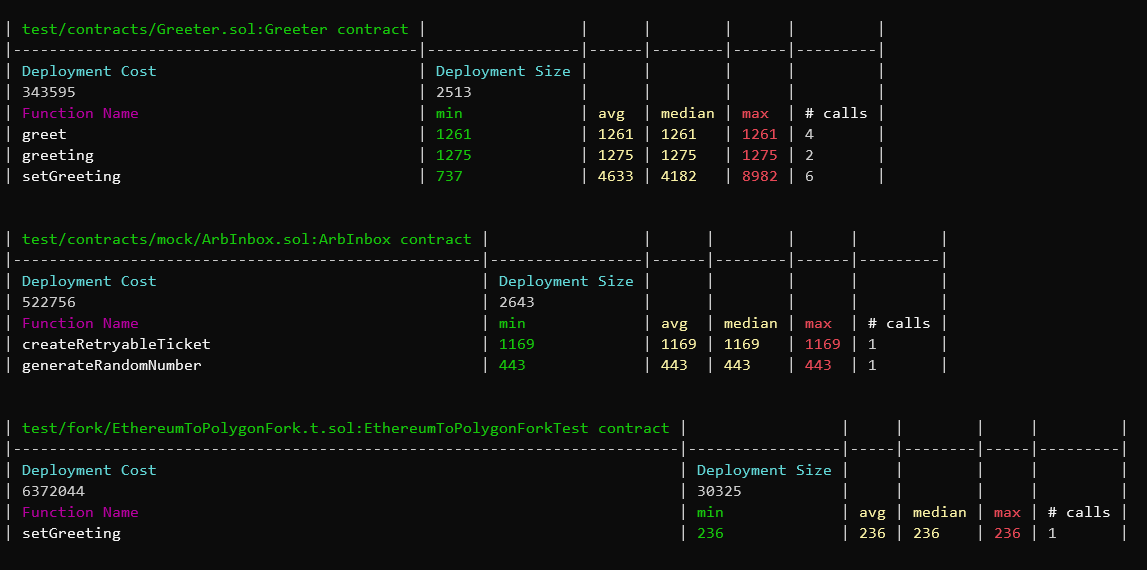 | test/contracts/Greeter.sol:Greeter contract |                 |      |        |      |         |
|---------------------------------------------|-----------------|------|--------|------|---------|
| Deployment Cost                             | Deployment Size |      |        |      |         |
| 343595                                      | 2513            |      |        |      |         |
| Function Name                               | min             | avg  | median | max  | # calls |
| greet                                       | 1261            | 1261 | 1261   | 1261 | 4       |
| greeting                                    | 1275            | 1275 | 1275   | 1275 | 2       |
| setGreeting                                 | 737             | 4633 | 4182   | 8982 | 6       |
| test/contracts/mock/ArbInbox.sol:ArbInbox contract |                 |      |        |      |         |
|----------------------------------------------------|-----------------|------|--------|------|---------|
| Deployment Cost                                    | Deployment Size |      |        |      |         |
| 522756                                             | 2643            |      |        |      |         |
| Function Name                                      | min             | avg  | median | max  | # calls |
| createRetryableTicket                              | 1169            | 1169 | 1169   | 1169 | 1       |
| generateRandomNumber                               | 443             | 443  | 443    | 443  | 1       |
| test/fork/EthereumToPolygonFork.t.sol:EthereumToPolygonForkTest contract |                 |     |        |     |         |
|--------------------------------------------------------------------------|-----------------|-----|--------|-----|---------|
| Deployment Cost                                                          | Deployment Size |     |        |     |         |
| 6372044                                                                  | 30325           |     |        |     |         |
| Function Name                                                            | min             | avg | median | max | # calls |
| setGreeting                                                              | 236             | 236 | 236    | 236 | 1       |